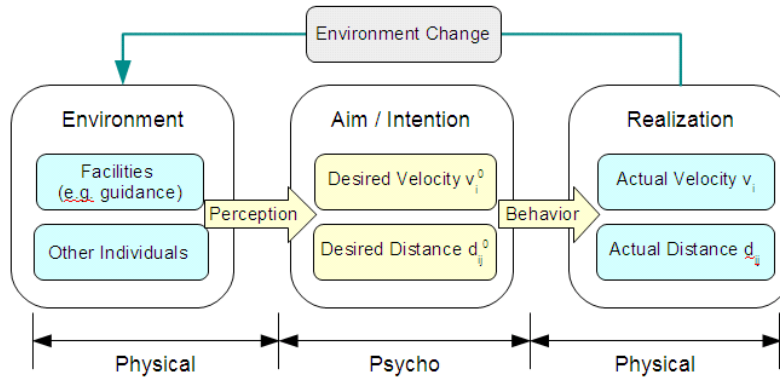 Environment Change
Environment
Facilities
(e.g. guidance)
Other Individuals
Perception
Aim / Intention
Desired Velocity v_i^0
Desired Distance d_ij^0
Behavior
Realization
Actual Velocity v_i
Actual Distance d_ij
Physical
Psycho
Physical